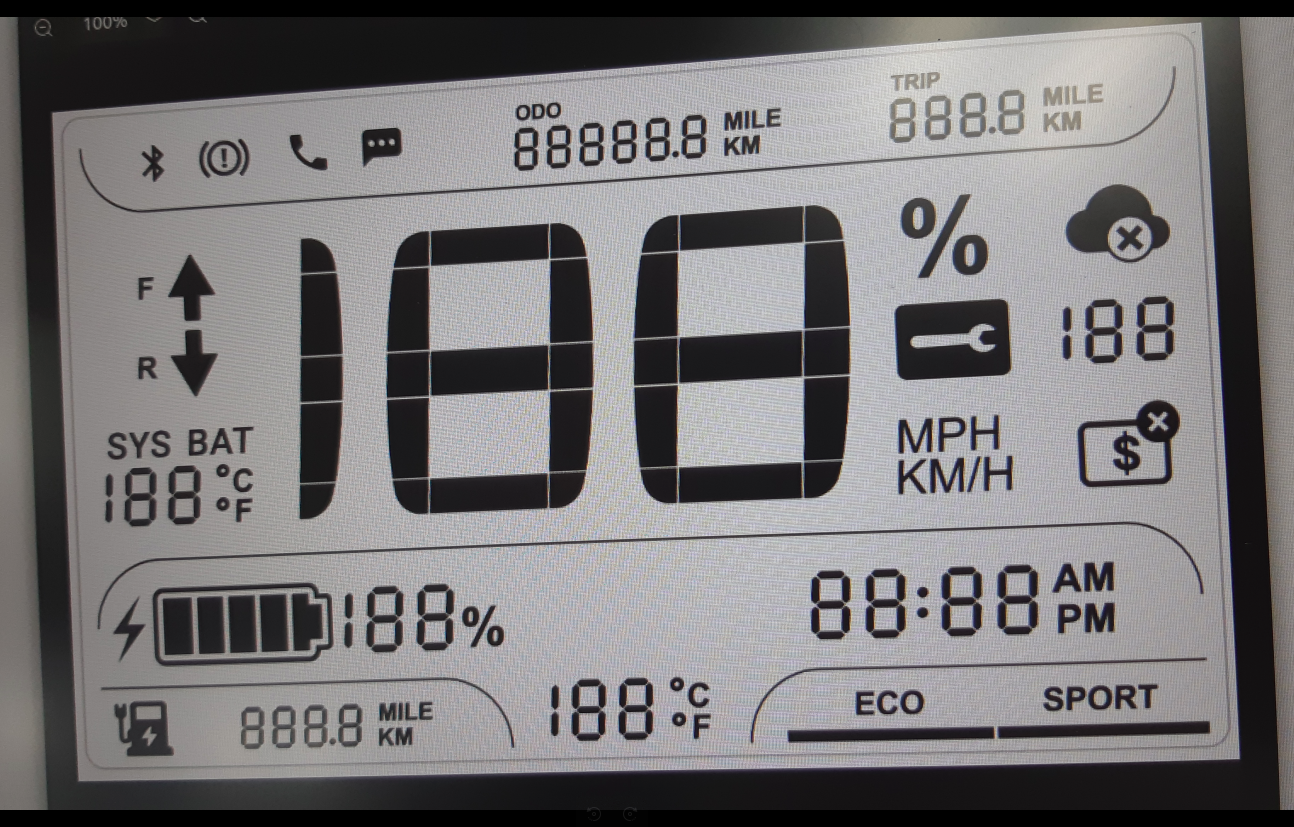 100%
ODO
88888.8 MILE
KM
TRIP
888.8 MILE
KM
F
R
188 %
188
SYS BAT
188 °C
°F
MPH
KM/H
$
188%
88:88 AM
PM
888.8 MILE
KM
188 °C
°F
ECO SPORT